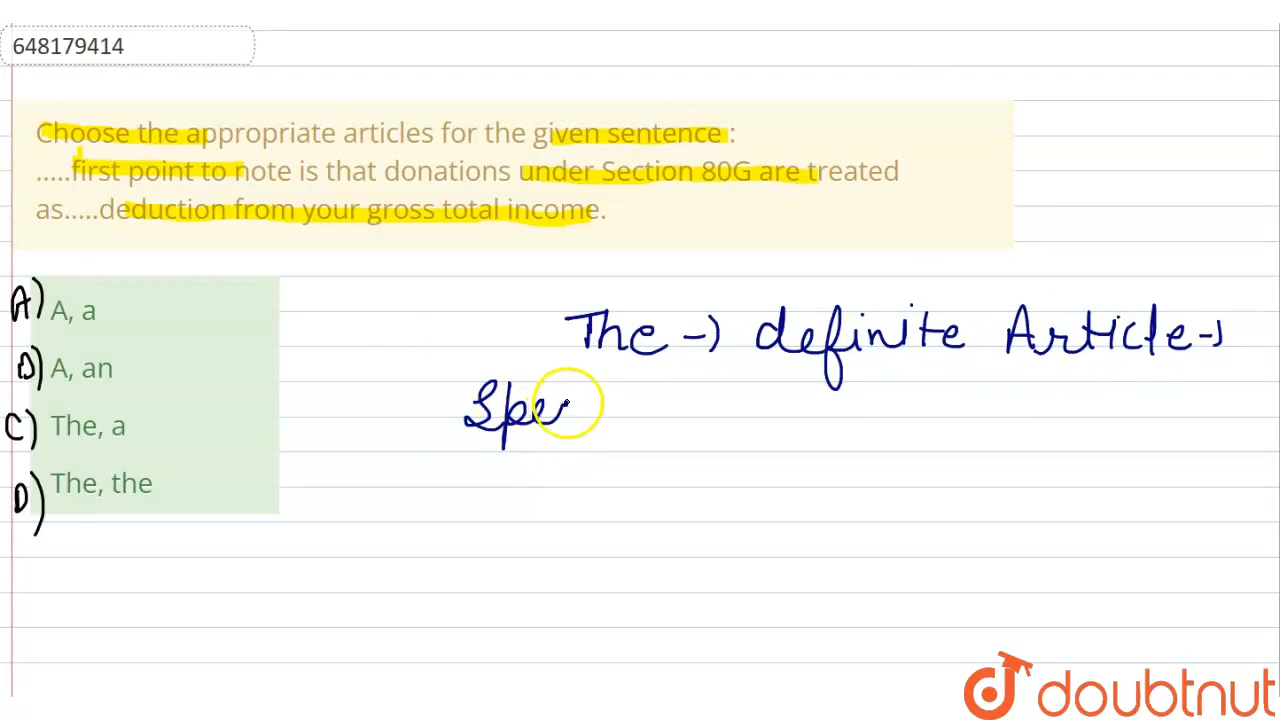 648179414
Choose the appropriate articles for the given sentence :
.....first point to note is that donations under Section 80G are treated
as.....deduction from your gross total income.
A) A, a
B) A, an
C) The, a
D) The, the
The → definite Article →
Spe
doubtnut